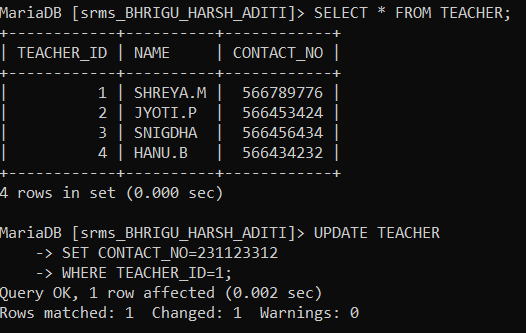 MariaDB [srms_BHRIGU_HARSH_ADITI]> SELECT * FROM TEACHER;
+------------+----------+------------+
| TEACHER_ID | NAME     | CONTACT_NO |
+------------+----------+------------+
|          1 | SHREYA.M |  566789776 |
|          2 | JYOTI.P  |  566453424 |
|          3 | SNIGDHA  |  566456434 |
|          4 | HANU.B   |  566434232 |
+------------+----------+------------+
4 rows in set (0.000 sec)

MariaDB [srms_BHRIGU_HARSH_ADITI]> UPDATE TEACHER
    -> SET CONTACT_NO=231123312
    -> WHERE TEACHER_ID=1;
Query OK, 1 row affected (0.002 sec)
Rows matched: 1  Changed: 1  Warnings: 0